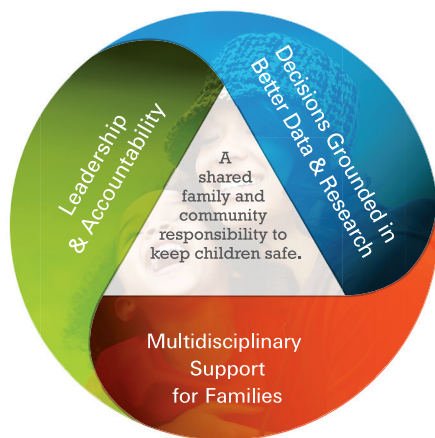 Leadership
& Accountability
Decisions Grounded in
Better Data & Research
A
shared
family and
community
responsibility to
keep children safe.
Multidisciplinary
Support
for Families